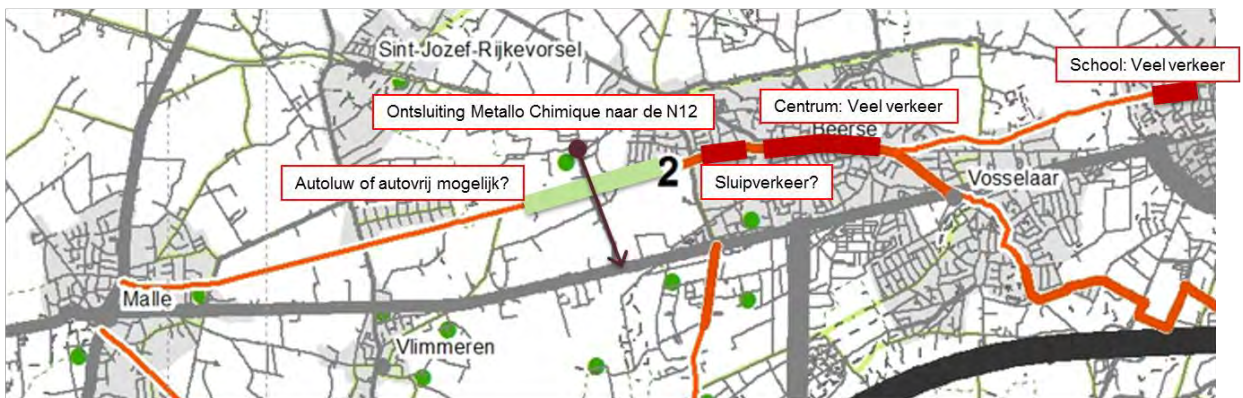 Sint-Jozef-Rijkevorsel
School: Veel verkeer
Ontsluiting Metallo Chimique naar de N12
Centrum: Veel verkeer
Beerse
2
Autoluw of autovrij mogelijk?
Sluipverkeer?
Vosselaar
Malle
Vlimmeren